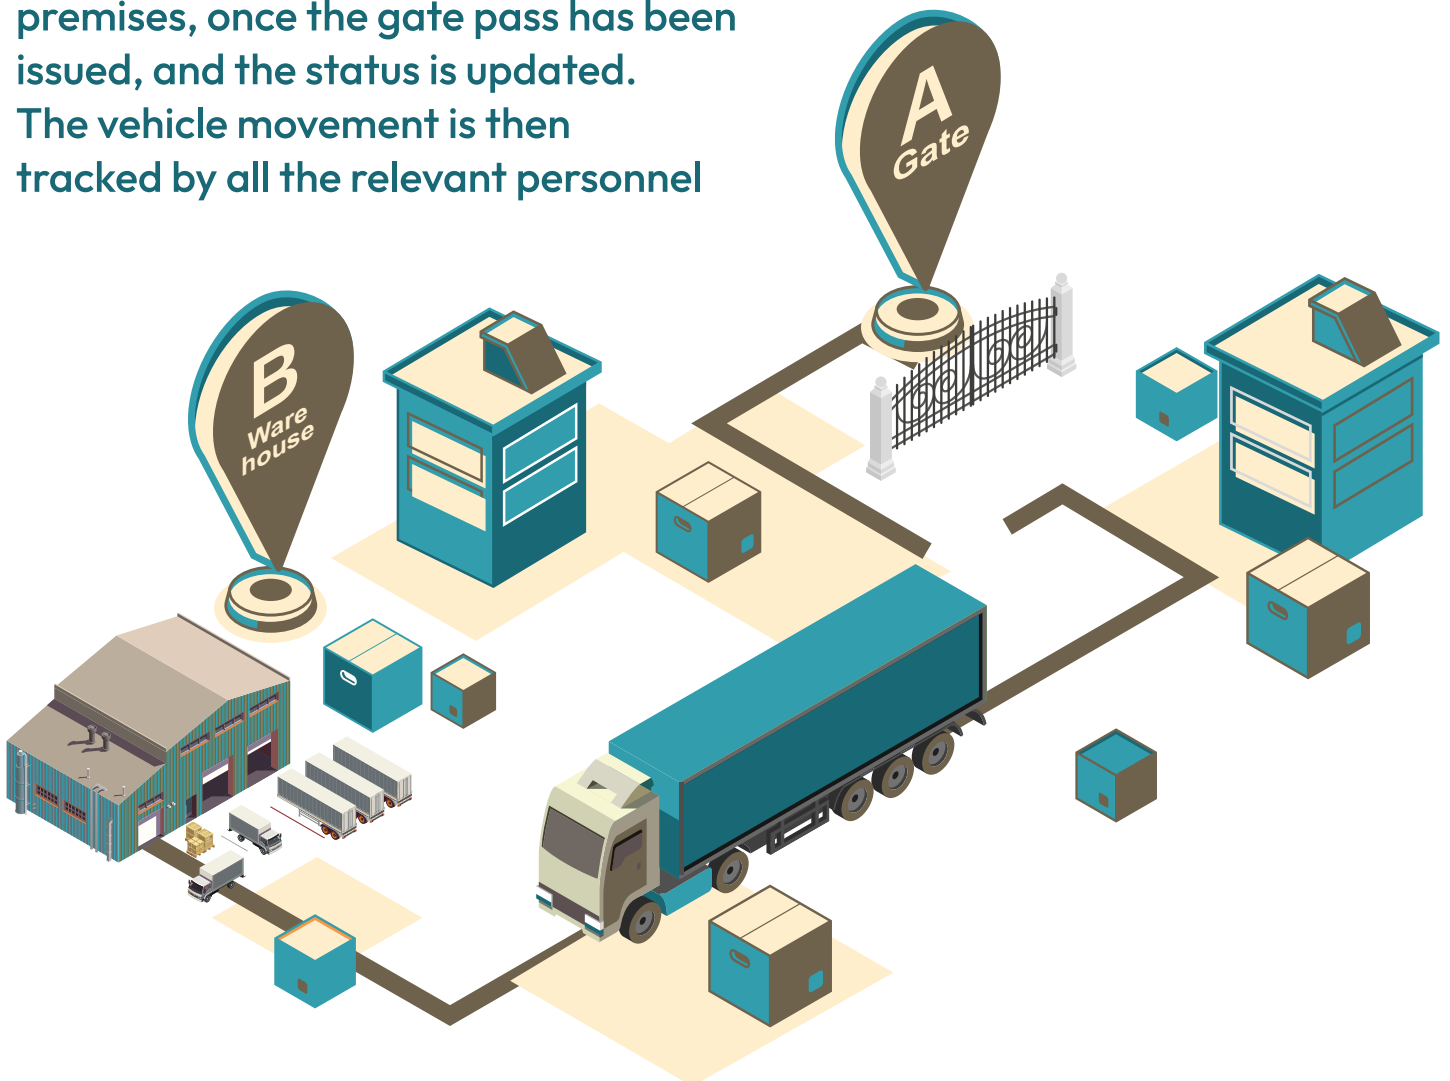 premises, once the gate pass has been
issued, and the status is updated.
The vehicle movement is then
tracked by all the relevant personnel
A
Gate
B
Ware
house